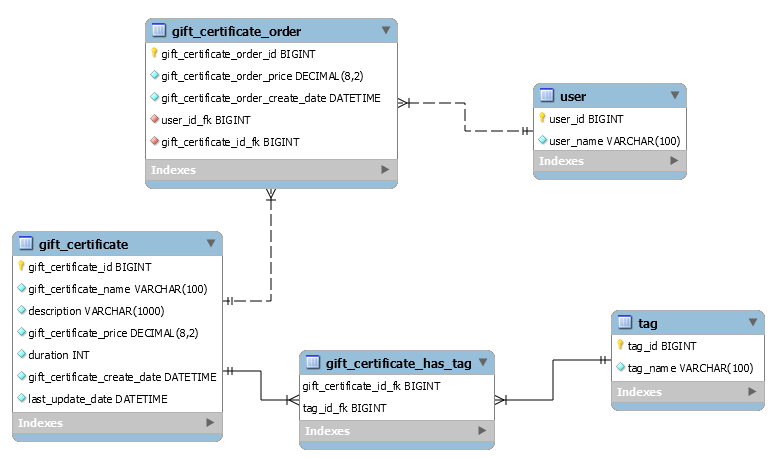 gift_certificate_order
gift_certificate_order_id BIGINT
gift_certificate_order_price DECIMAL(8,2)
gift_certificate_order_create_date DATETIME
user_id_fk BIGINT
gift_certificate_id_fk BIGINT
Indexes
user
user_id BIGINT
user_name VARCHAR(100)
Indexes
gift_certificate
gift_certificate_id BIGINT
gift_certificate_name VARCHAR(100)
description VARCHAR(1000)
gift_certificate_price DECIMAL(8,2)
duration INT
gift_certificate_create_date DATETIME
last_update_date DATETIME
Indexes
gift_certificate_has_tag
gift_certificate_id_fk BIGINT
tag_id_fk BIGINT
Indexes
tag
tag_id BIGINT
tag_name VARCHAR(100)
Indexes